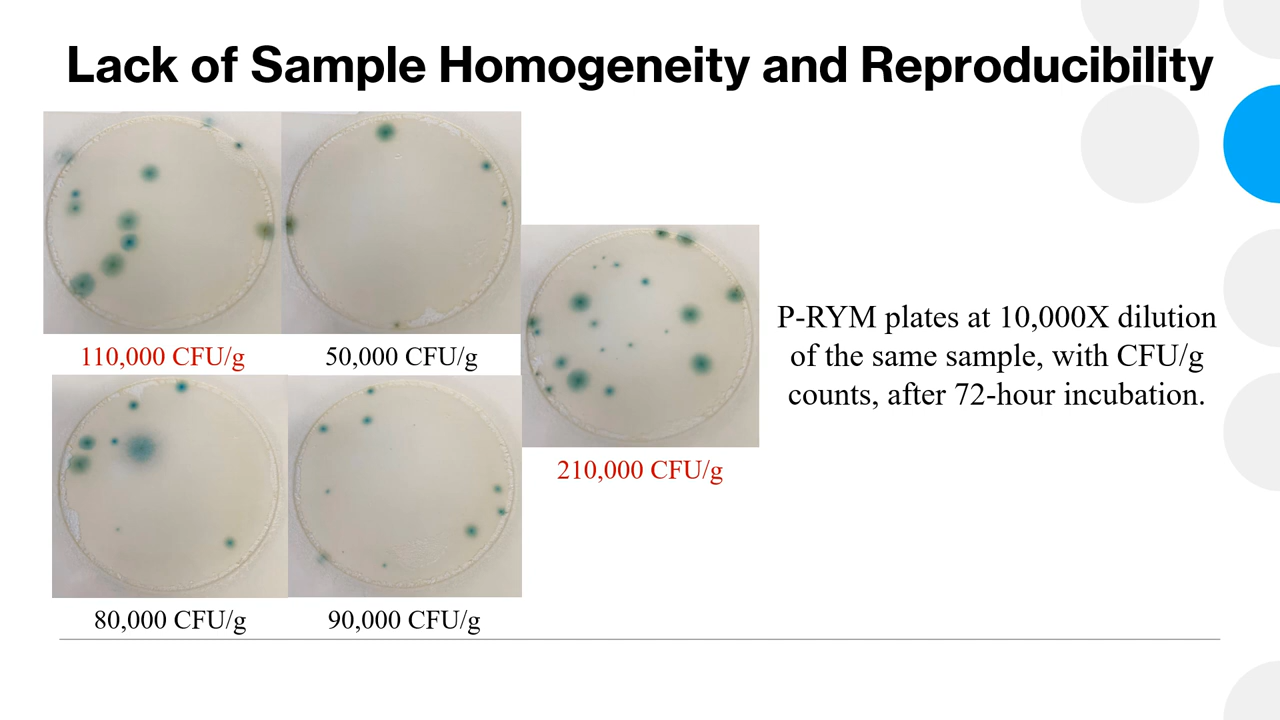 Lack of Sample Homogeneity and Reproducibility
110,000 CFU/g
50,000 CFU/g
210,000 CFU/g
80,000 CFU/g
90,000 CFU/g
P-RYM plates at 10,000X dilution
of the same sample, with CFU/g
counts, after 72-hour incubation.